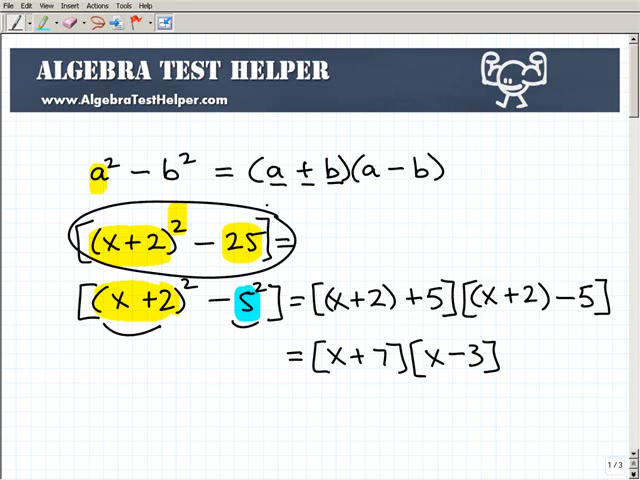 File Edit View Insert Actions Tools Help
ALGEBRA TEST HELPER
www.AlgebraTestHelper.com
a² - b² = (a + b)(a - b)
[(x+2)² - 25] =
[(x +2)² - 5²] = [(x+2) +5][(x+2) -5]
= [x+7][x-3]
1 / 3